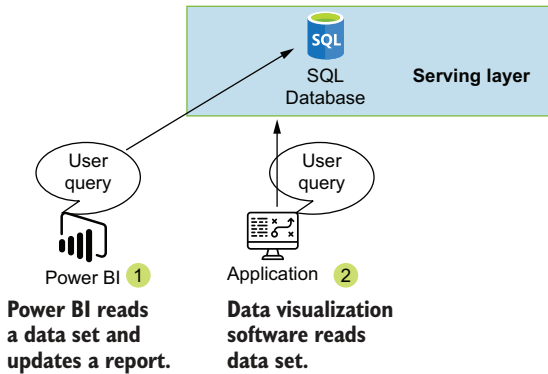 SQL
SQL
Database
Serving layer
User
query
User
query
Power BI 1
Application 2
Power BI reads
a data set and
updates a report.
Data visualization
software reads
data set.